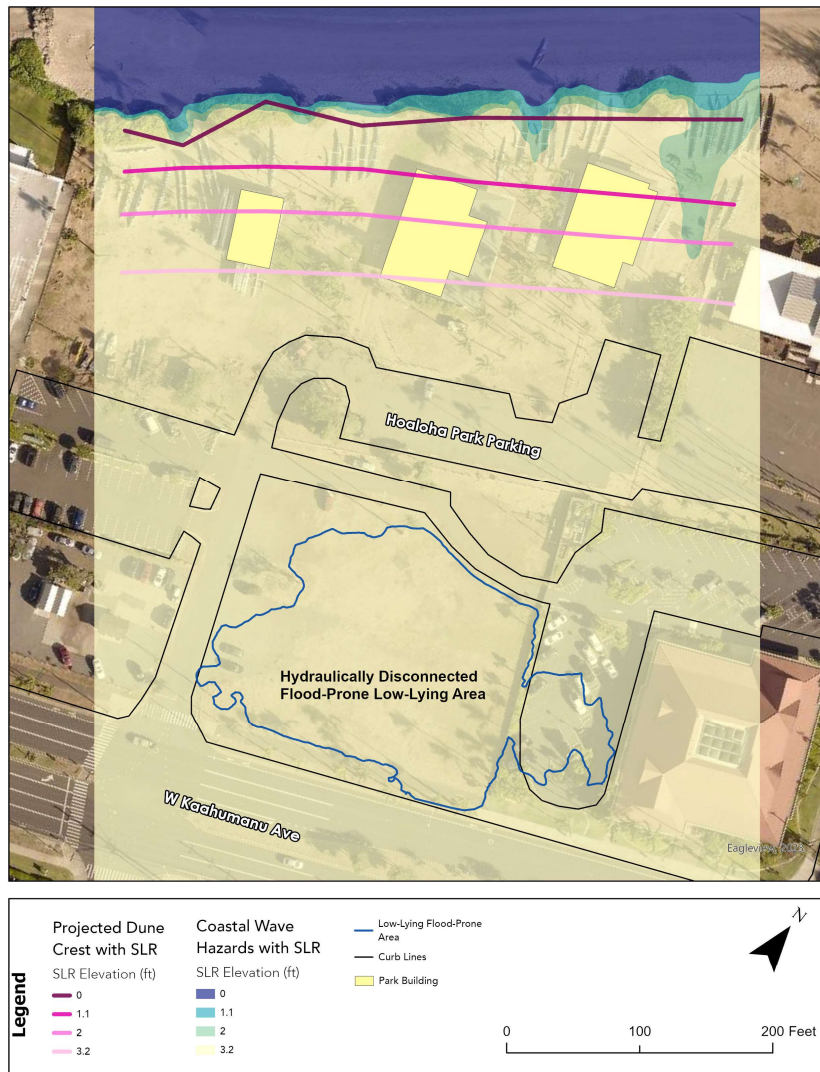 Hoaloha Park Parking
Hydraulically Disconnected
Flood-Prone Low-Lying Area
W Kaahumanu Ave
Legend
Projected Dune
Crest with SLR
SLR Elevation (ft)
0
1.1
2
3.2
Coastal Wave
Hazards with SLR
SLR Elevation (ft)
0
1.1
2
3.2
Low-Lying Flood-Prone
Area
Curb Lines
Park Building
N
0 100 200 Feet